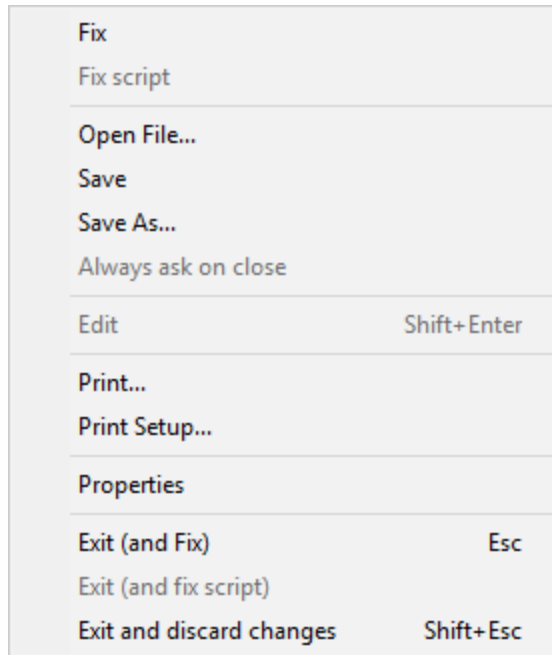 Fix
Fix script
Open File...
Save
Save As...
Always ask on close
Edit Shift+Enter
Print...
Print Setup...
Properties
Exit (and Fix) Esc
Exit (and fix script)
Exit and discard changes Shift+Esc